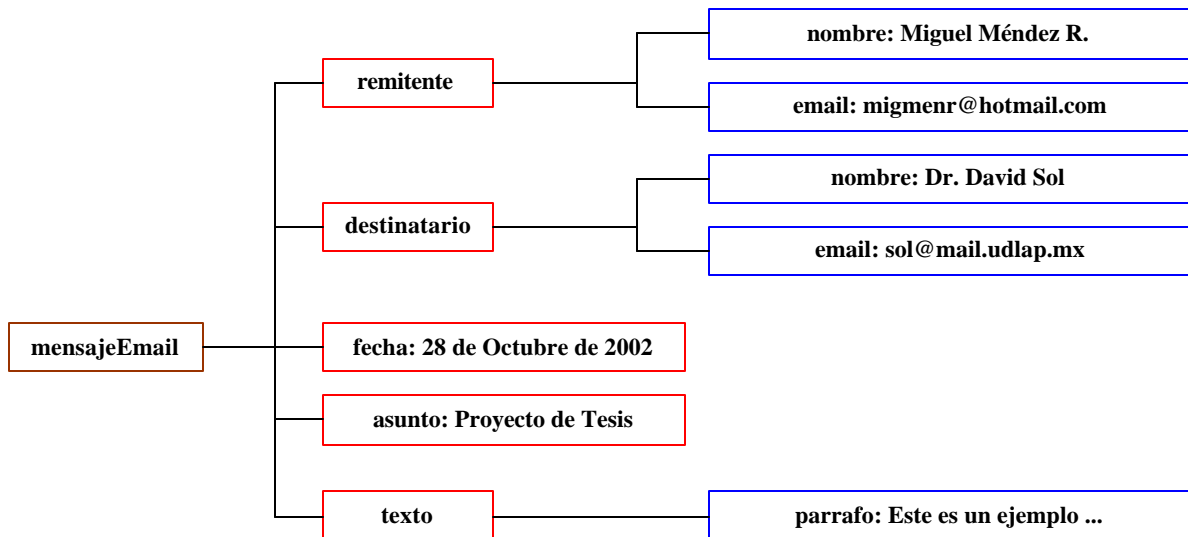 nombre: Miguel Méndez R.
remitente
email: migmenr@hotmail.com
nombre: Dr. David Sol
destinatario
email: sol@mail.udlap.mx
mensajeEmail
fecha: 28 de Octubre de 2002
asunto: Proyecto de Tesis
texto
parrafo: Este es un ejemplo ...